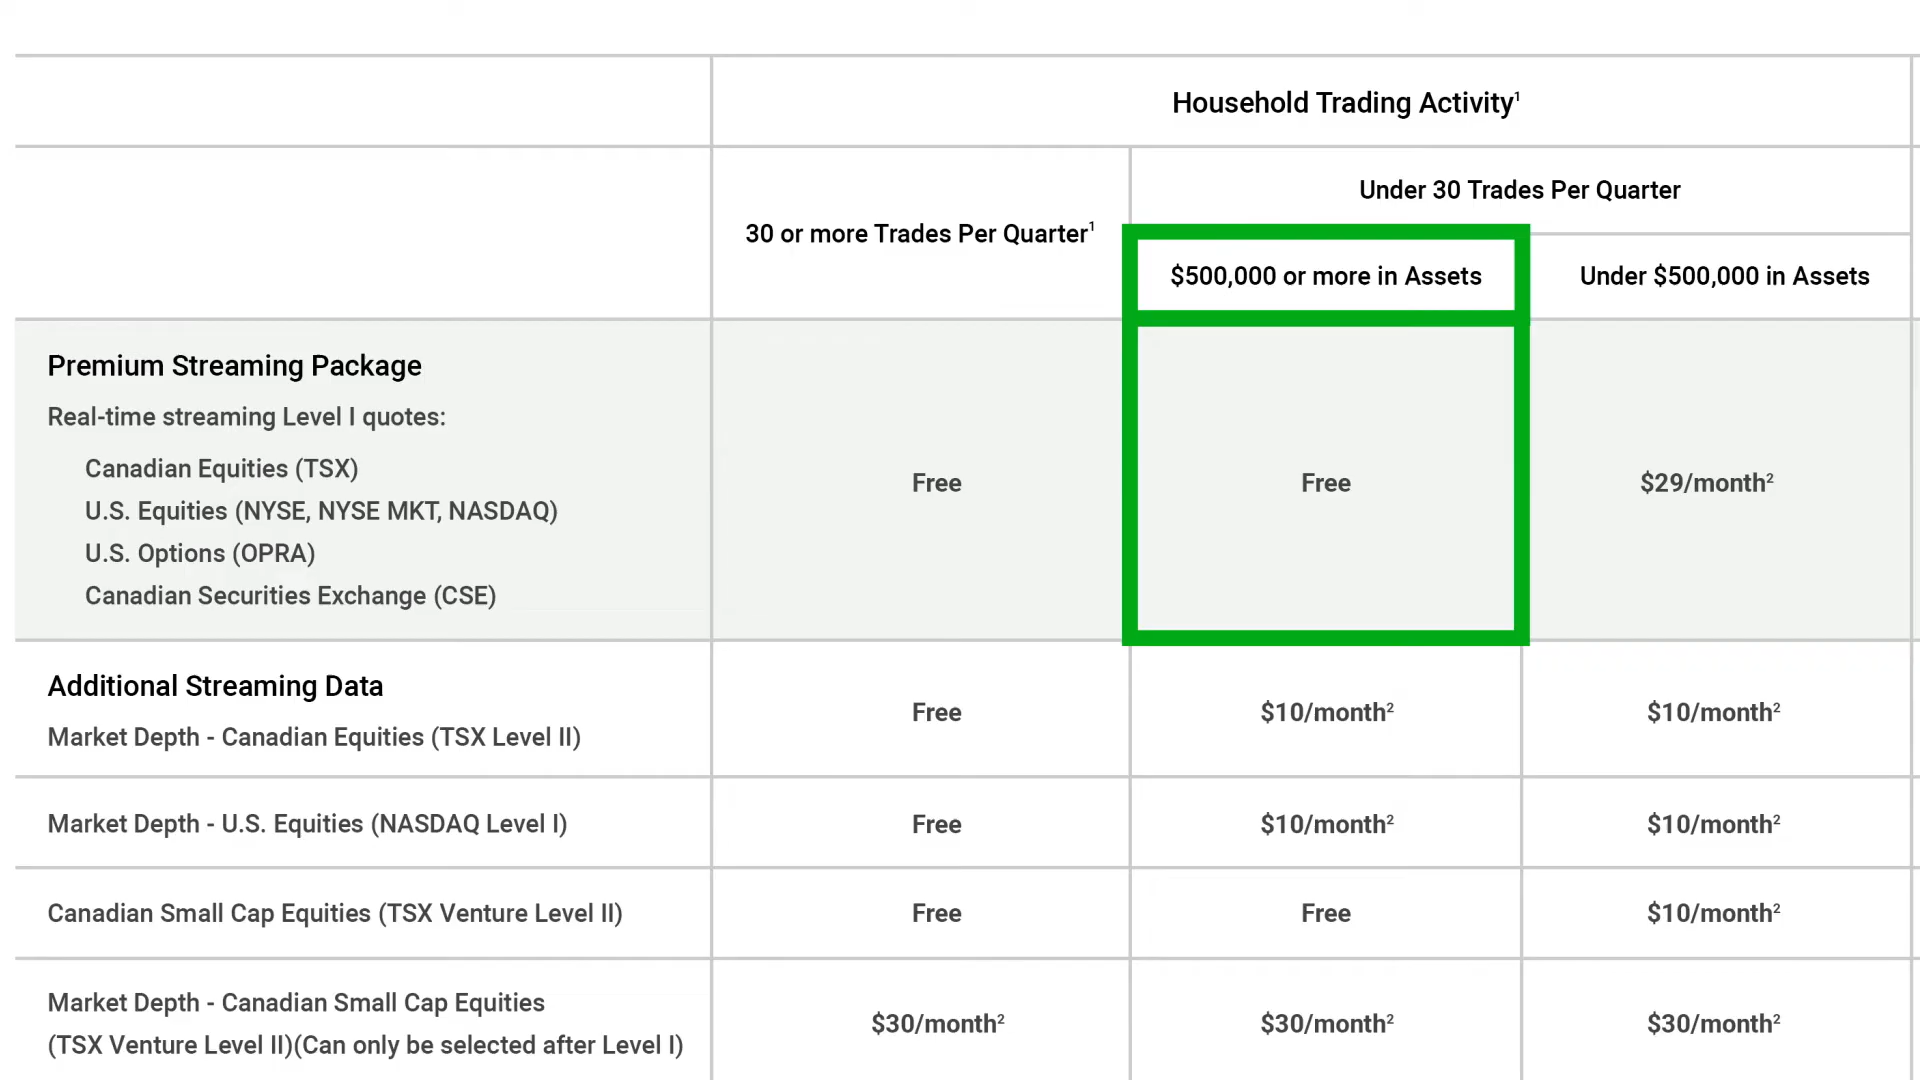 Household Trading Activity¹
30 or more Trades Per Quarter¹
Under 30 Trades Per Quarter
$500,000 or more in Assets
Under $500,000 in Assets
Premium Streaming Package
Real-time streaming Level I quotes:
Canadian Equities (TSX)
U.S. Equities (NYSE, NYSE MKT, NASDAQ)
U.S. Options (OPRA)
Canadian Securities Exchange (CSE)
Free
Free
$29/month²
Additional Streaming Data
Market Depth - Canadian Equities (TSX Level II)
Free
$10/month²
$10/month²
Market Depth - U.S. Equities (NASDAQ Level I)
Free
$10/month²
$10/month²
Canadian Small Cap Equities (TSX Venture Level II)
Free
Free
$10/month²
Market Depth - Canadian Small Cap Equities
(TSX Venture Level II)(Can only be selected after Level I)
$30/month²
$30/month²
$30/month²